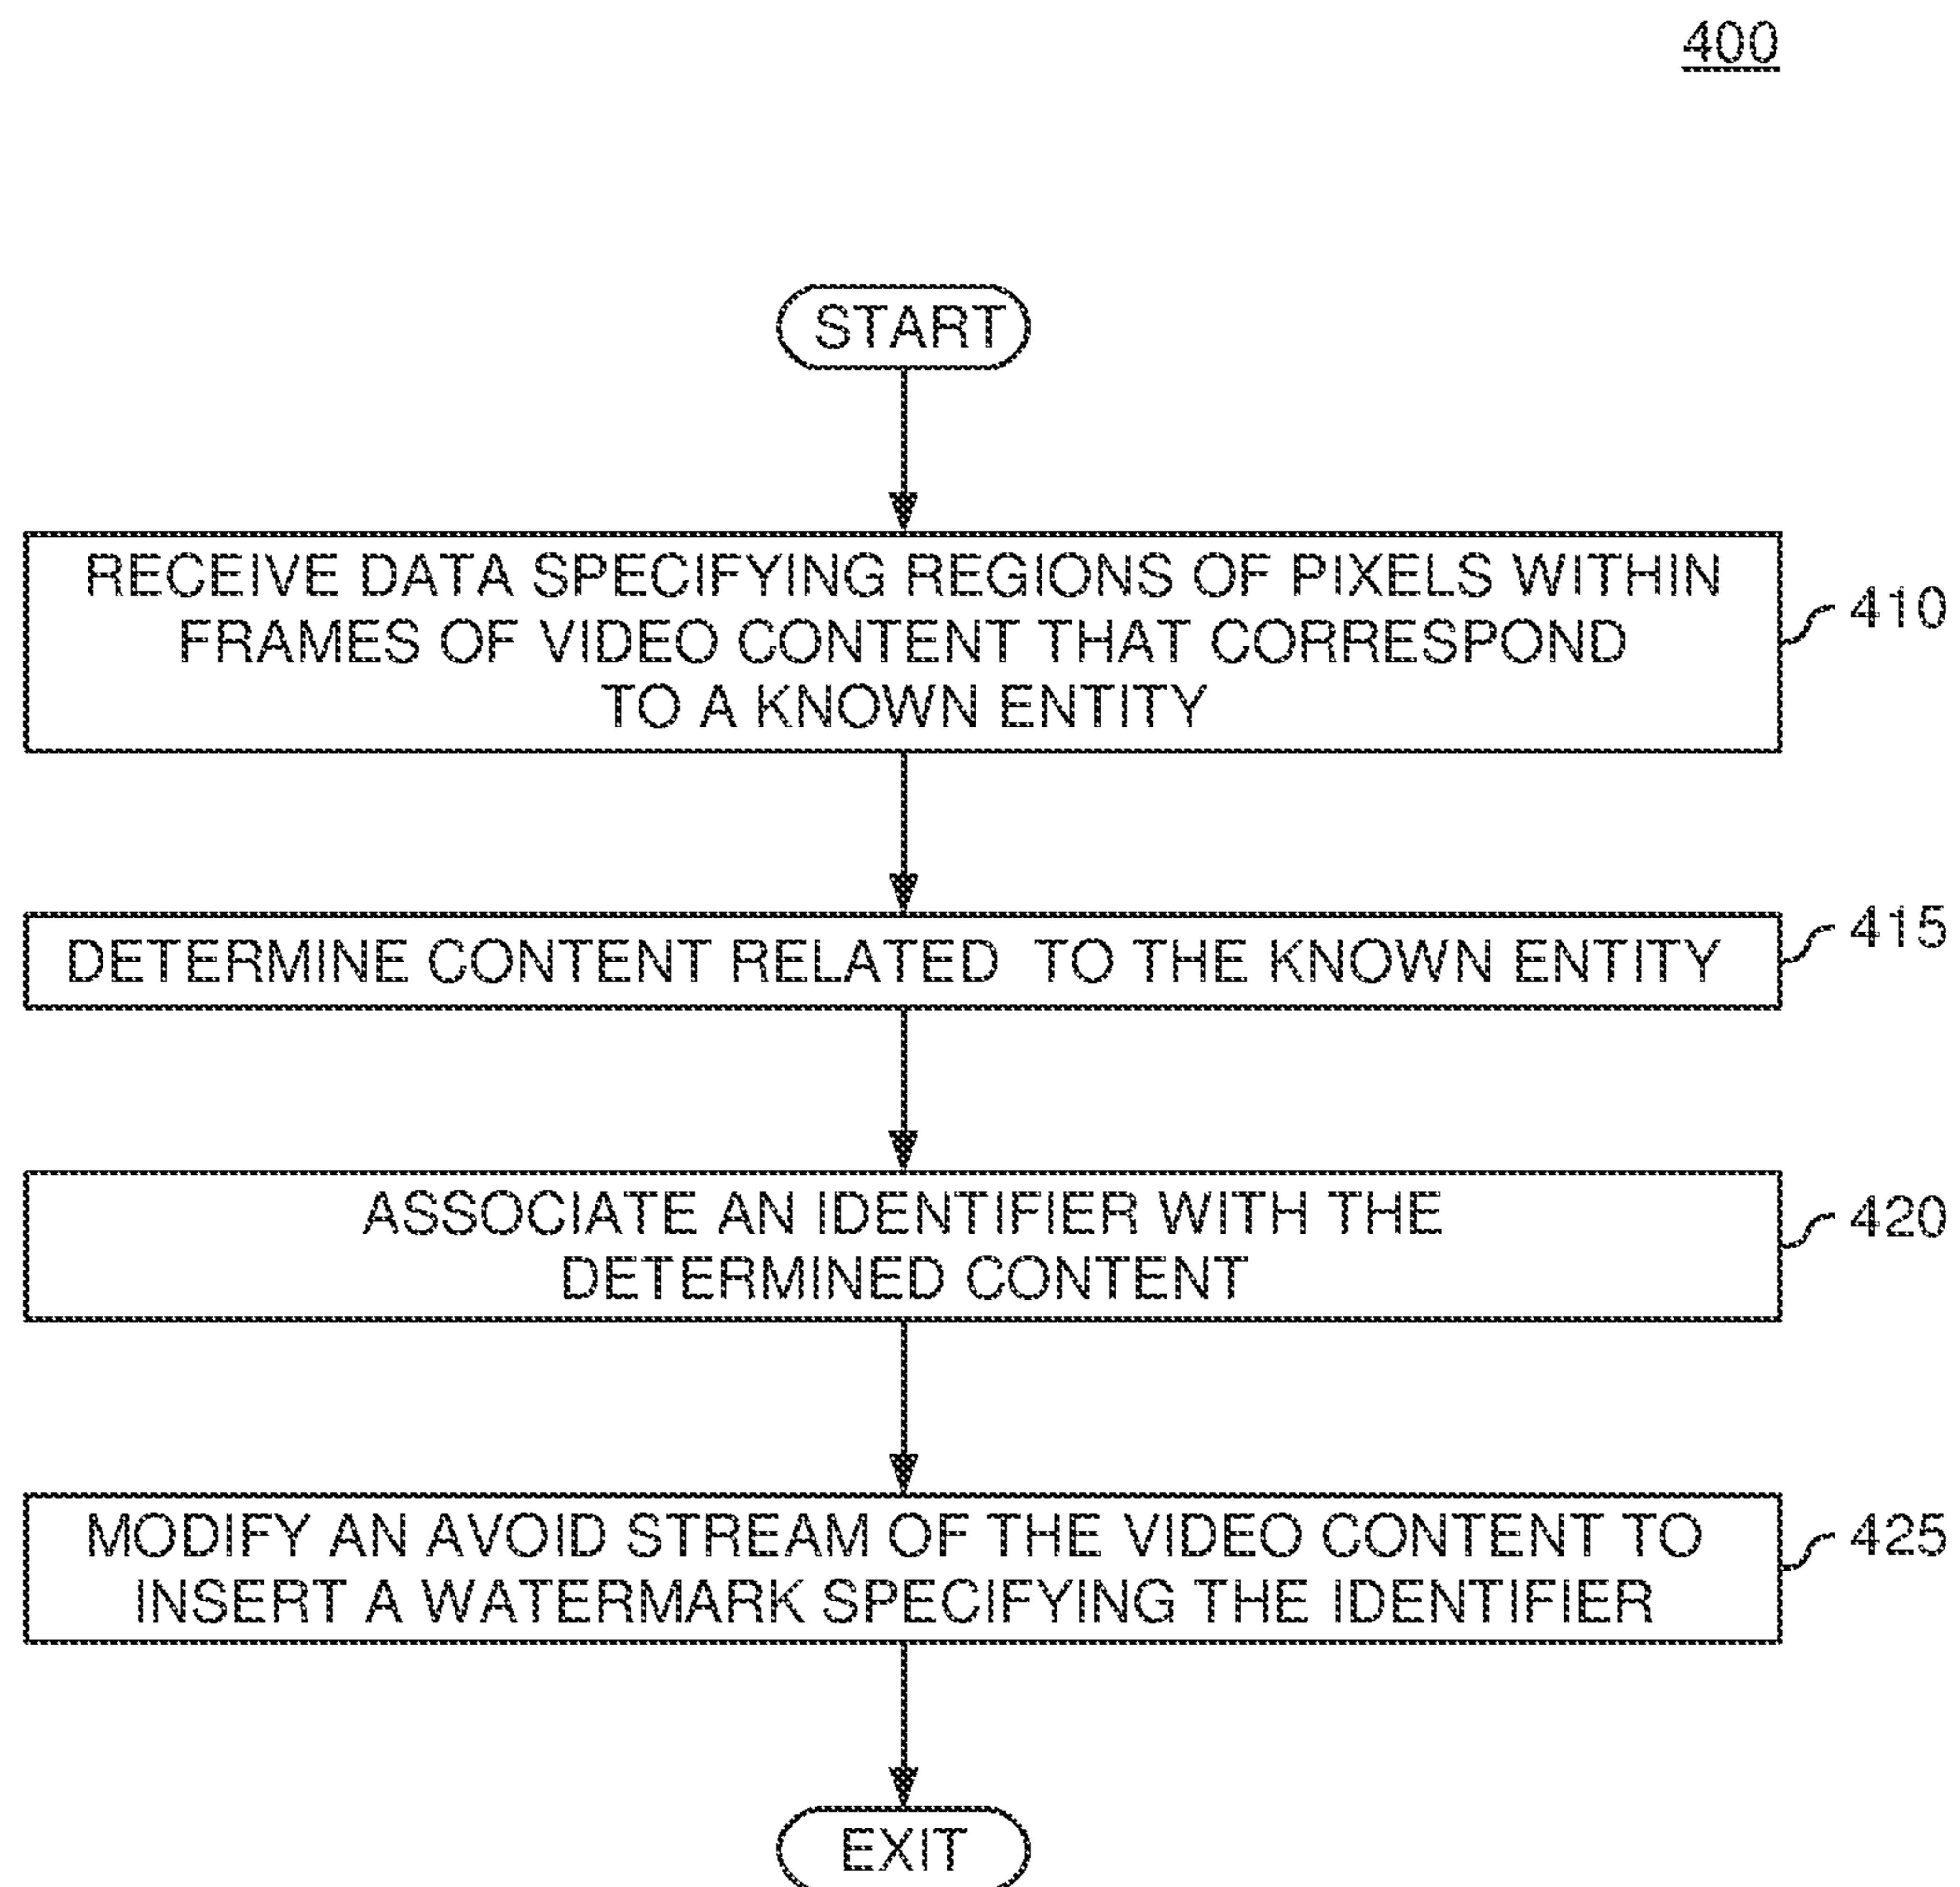 400
START
RECEIVE DATA SPECIFYING REGIONS OF PIXELS WITHIN
FRAMES OF VIDEO CONTENT THAT CORRESPOND
TO A KNOWN ENTITY
410
DETERMINE CONTENT RELATED TO THE KNOWN ENTITY
415
ASSOCIATE AN IDENTIFIER WITH THE
DETERMINED CONTENT
420
MODIFY AN AVOID STREAM OF THE VIDEO CONTENT TO
INSERT A WATERMARK SPECIFYING THE IDENTIFIER
425
EXIT